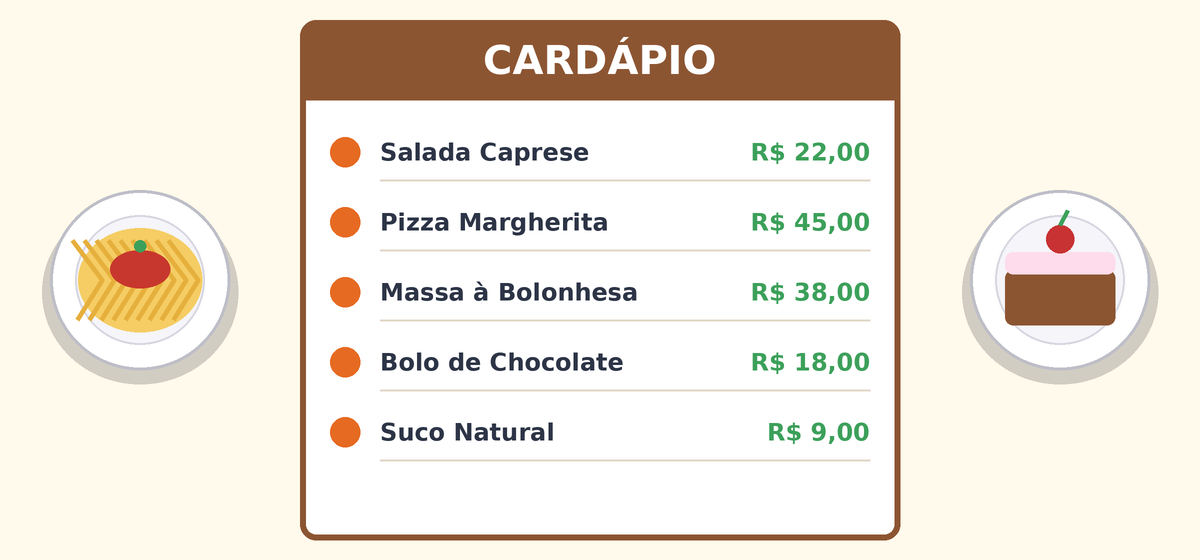 CARDÁPIO
Salada Caprese R$ 22,00
Pizza Margherita R$ 45,00
Massa à Bolonhesa R$ 38,00
Bolo de Chocolate R$ 18,00
Suco Natural R$ 9,00